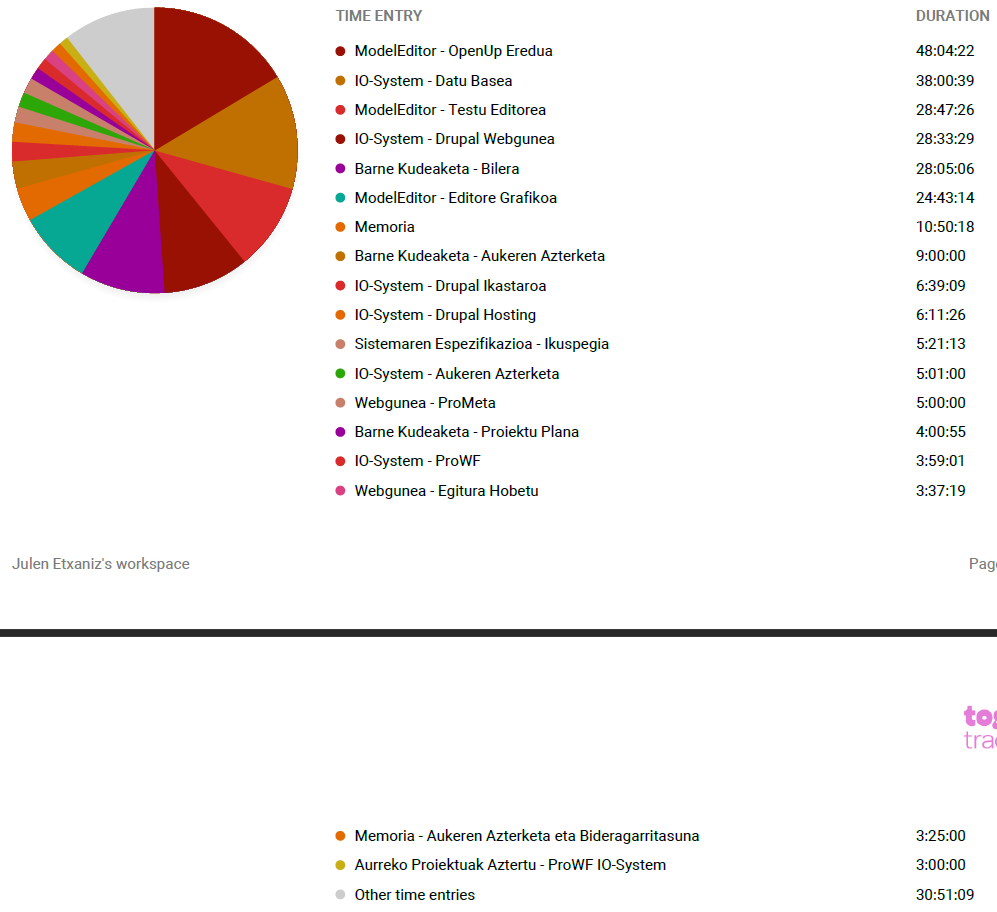 TIME ENTRY DURATION
ModelEditor - OpenUp Eredua 48:04:22
IO-System - Datu Basea 38:00:39
ModelEditor - Testu Editorea 28:47:26
IO-System - Drupal Webgunea 28:33:29
Barne Kudeaketa - Bilera 28:05:06
ModelEditor - Editore Grafikoa 24:43:14
Memoria 10:50:18
Barne Kudeaketa - Aukeren Azterketa 9:00:00
IO-System - Drupal Ikastaroa 6:39:09
IO-System - Drupal Hosting 6:11:26
Sistemaren Espezifikazioa - Ikuspegia 5:21:13
IO-System - Aukeren Azterketa 5:01:00
Webgunea - ProMeta 5:00:00
Barne Kudeaketa - Proiektu Plana 4:00:55
IO-System - ProWF 3:59:01
Webgunea - Egitura Hobetu 3:37:19
Julen Etxaniz's workspace
Memoria - Aukeren Azterketa eta Bideragarritasuna 3:25:00
Aurreko Proiektuak Aztertu - ProWF IO-System 3:00:00
Other time entries 30:51:09